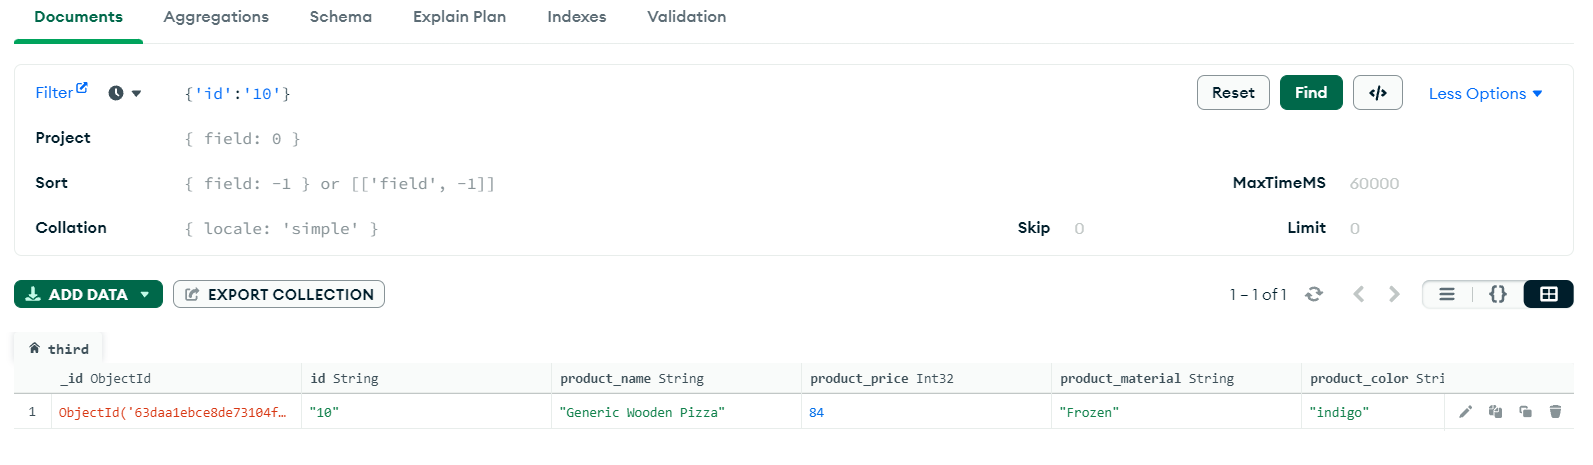 Documents Aggregations Schema Explain Plan Indexes Validation
Filter {'id':'10'} Reset Find </> Less Options
Project { field: 0 }
Sort { field: -1 } or [['field', -1]] MaxTimeMS 60000
Collation { locale: 'simple' } Skip 0 Limit 0
ADD DATA EXPORT COLLECTION 1 – 1 of 1 {}
third
_id ObjectId id String product_name String product_price Int32 product_material String product_color Stri
1 ObjectId('63daa1ebce8de73104f… "10" "Generic Wooden Pizza" 84 "Frozen" "indigo"